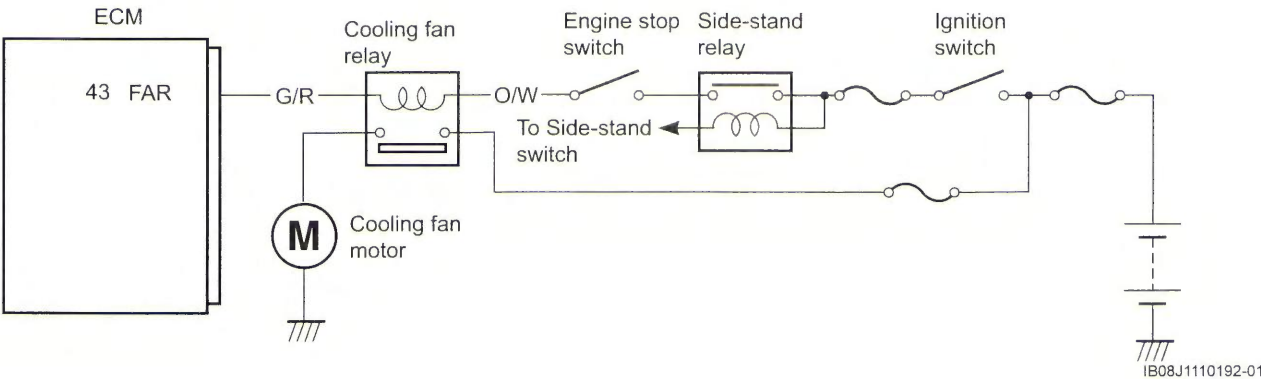 ECM
Cooling fan
relay
Engine stop
switch
Side-stand
relay
Ignition
switch
43 FAR
G/R
O/W
To Side-stand
switch
M
Cooling fan
motor
IB08J1110192-01